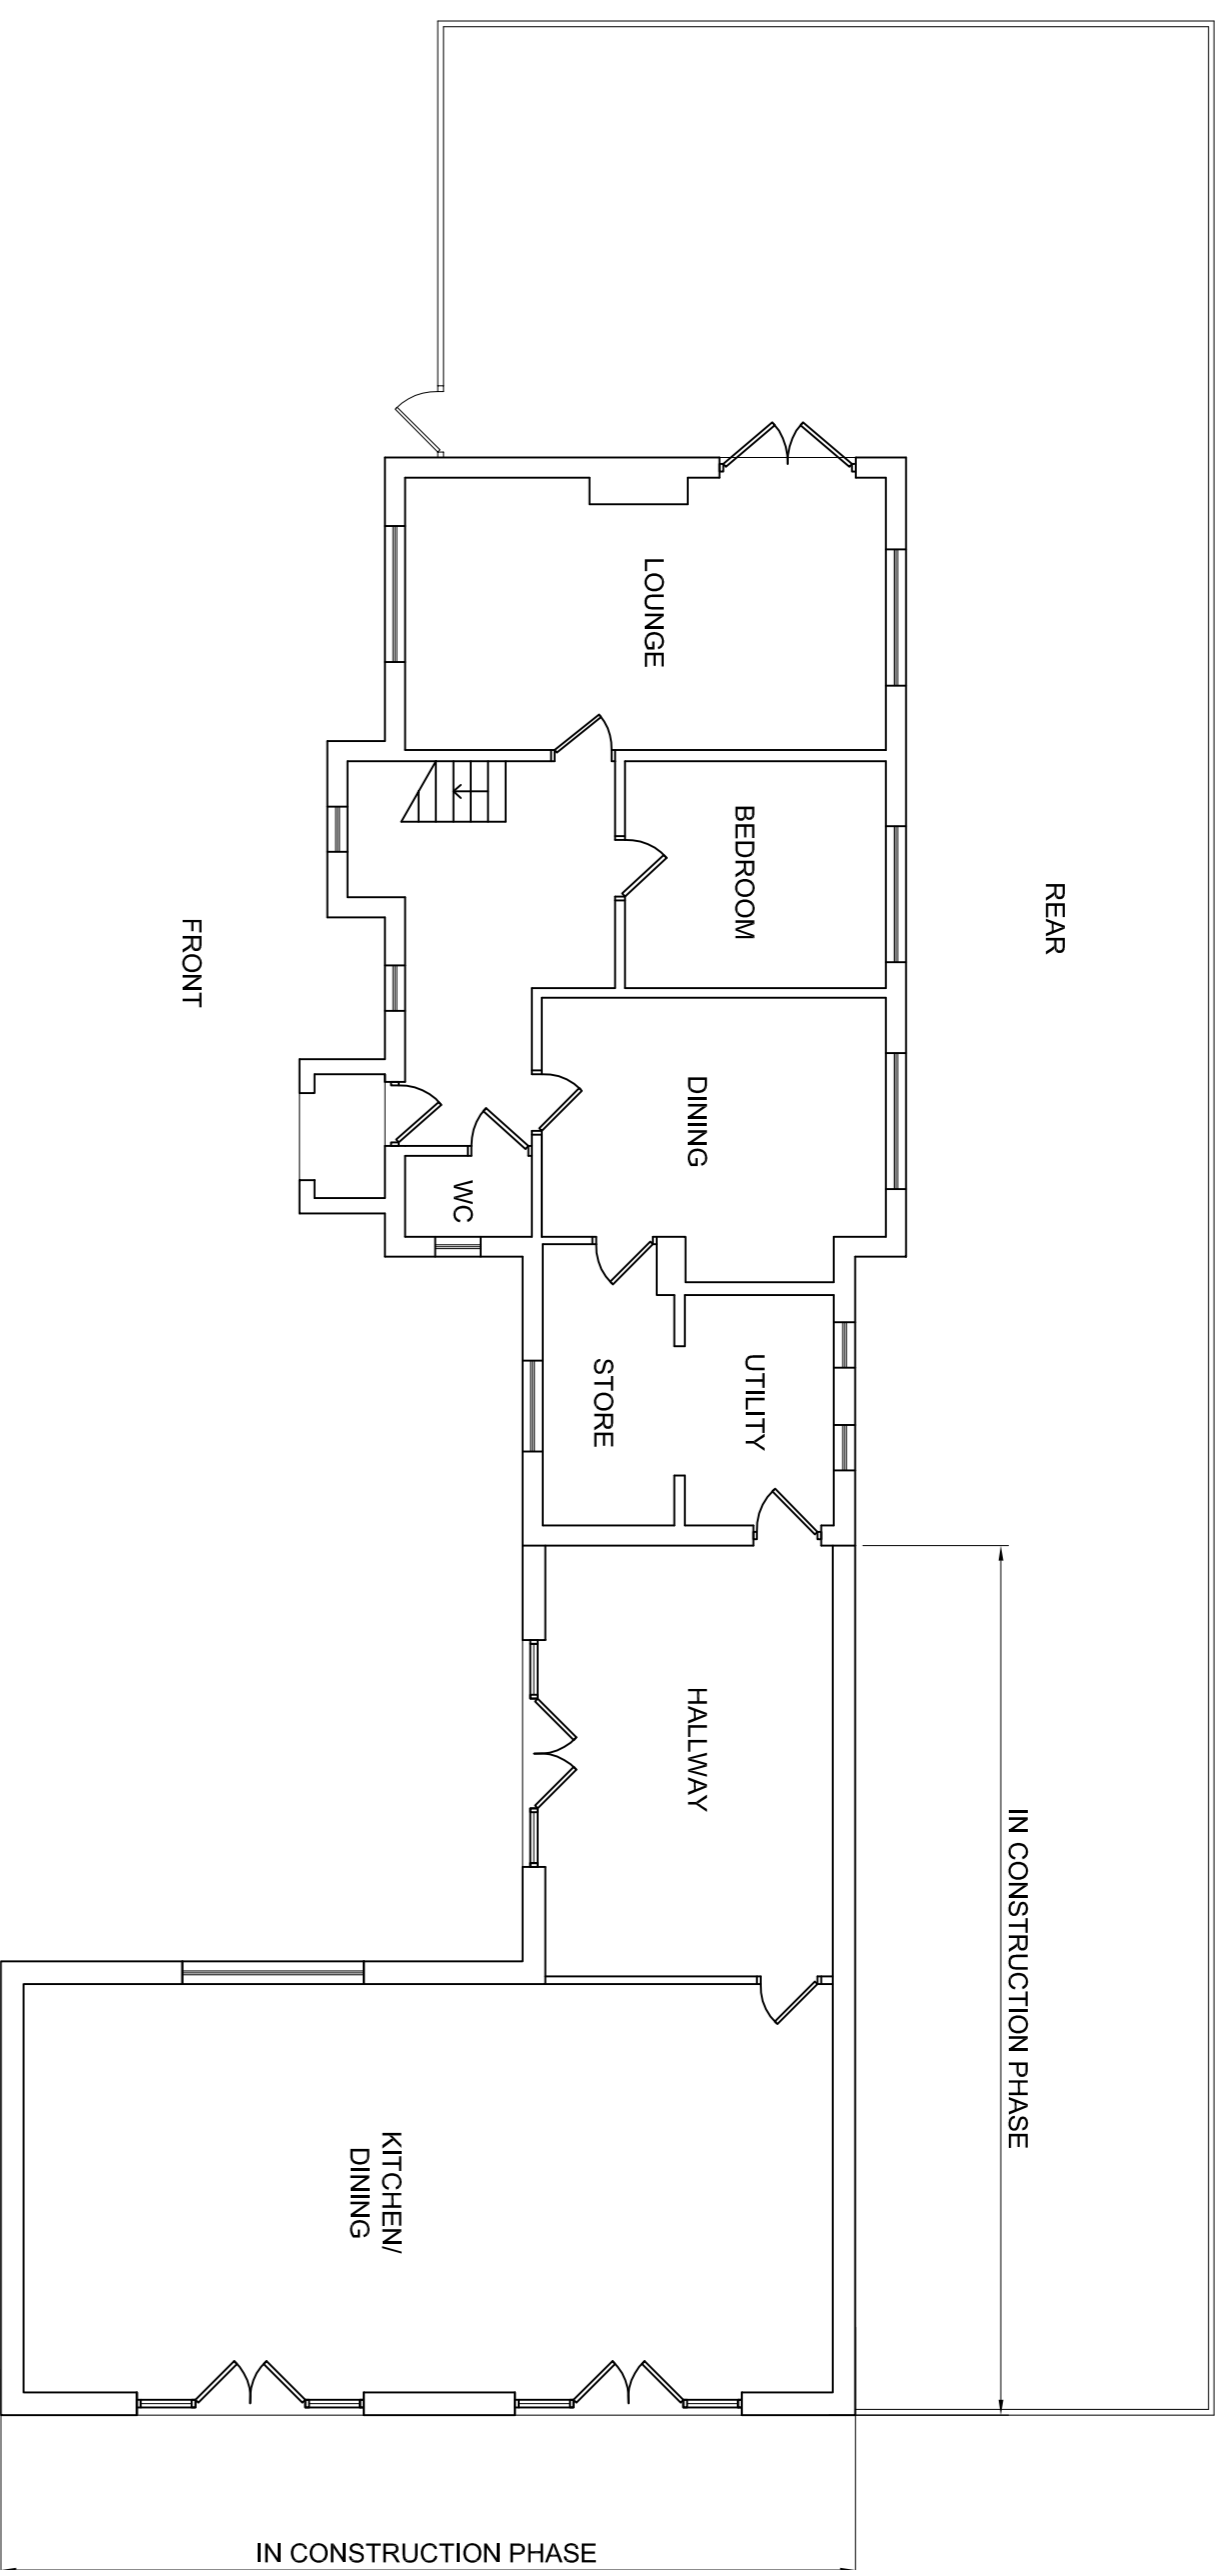 REAR
FRONT
LOUNGE
BEDROOM
DINING
WC
STORE
UTILITY
HALLWAY
IN CONSTRUCTION PHASE
KITCHEN/
DINING
IN CONSTRUCTION PHASE